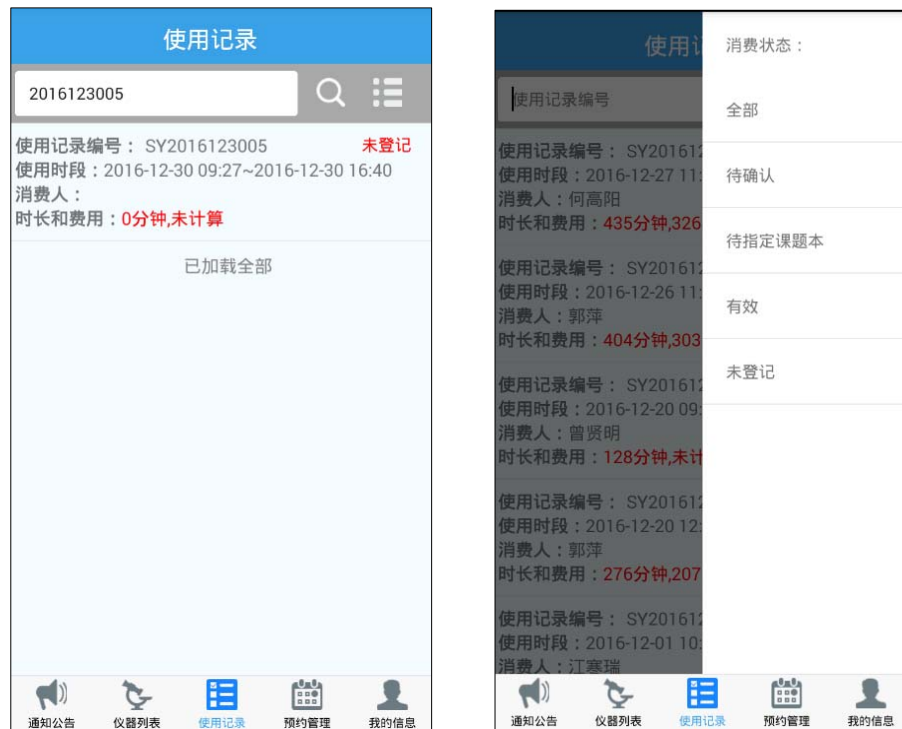 使用记录
2016123005
使用记录编号： SY2016123005 未登记
使用时段：2016-12-30 09:27~2016-12-30 16:40
消费人：
时长和费用：0分钟,未计算
已加载全部
通知公告 仪器列表 使用记录 预约管理 我的信息
使用记
使用记录编号
使用记录编号： SY201612
使用时段：2016-12-27 11:
消费人：何高阳
时长和费用：435分钟,326
使用记录编号： SY201612
使用时段：2016-12-26 11:
消费人：郭萍
时长和费用：404分钟,303
使用记录编号： SY201612
使用时段：2016-12-20 09:
消费人：曾贤明
时长和费用：128分钟,未计
使用记录编号： SY201612
使用时段：2016-12-20 12:
消费人：郭萍
时长和费用：276分钟,207
使用记录编号： SY201612
使用时段：2016-12-01 10:
消费人：江寒瑞
消费状态：
全部
待确认
待指定课题本
有效
未登记
通知公告 仪器列表 使用记录 预约管理 我的信息